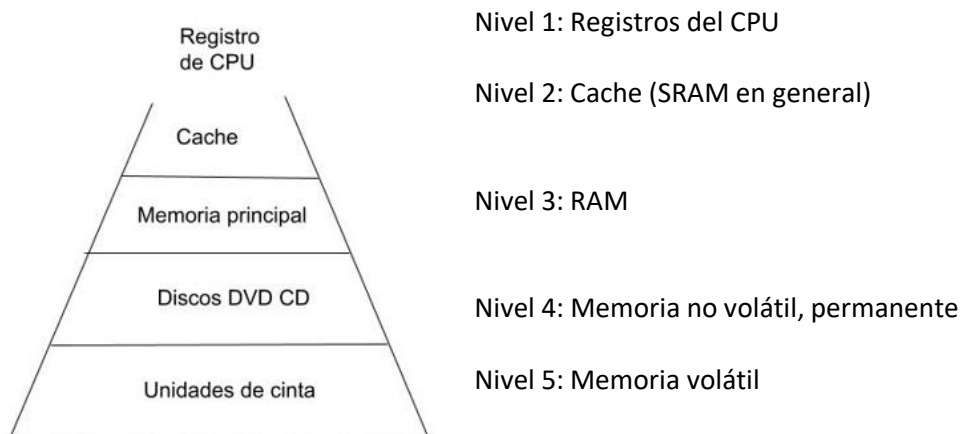 Registro
de CPU
Nivel 1: Registros del CPU
Cache
Nivel 2: Cache (SRAM en general)
Memoria principal
Nivel 3: RAM
Discos DVD CD
Nivel 4: Memoria no volátil, permanente
Unidades de cinta
Nivel 5: Memoria volátil